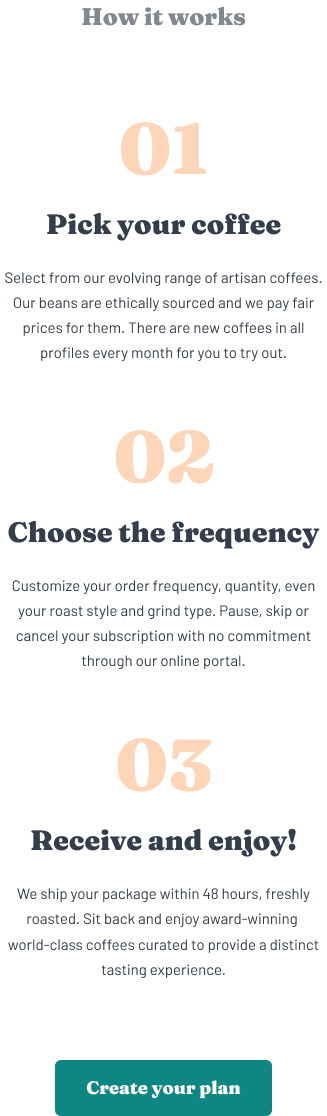 How it works
01
Pick your coffee
Select from our evolving range of artisan coffees.
Our beans are ethically sourced and we pay fair
prices for them. There are new coffees in all
profiles every month for you to try out.
02
Choose the frequency
Customize your order frequency, quantity, even
your roast style and grind type. Pause, skip or
cancel your subscription with no commitment
through our online portal.
03
Receive and enjoy!
We ship your package within 48 hours, freshly
roasted. Sit back and enjoy award-winning
world-class coffees curated to provide a distinct
tasting experience.
Create your plan